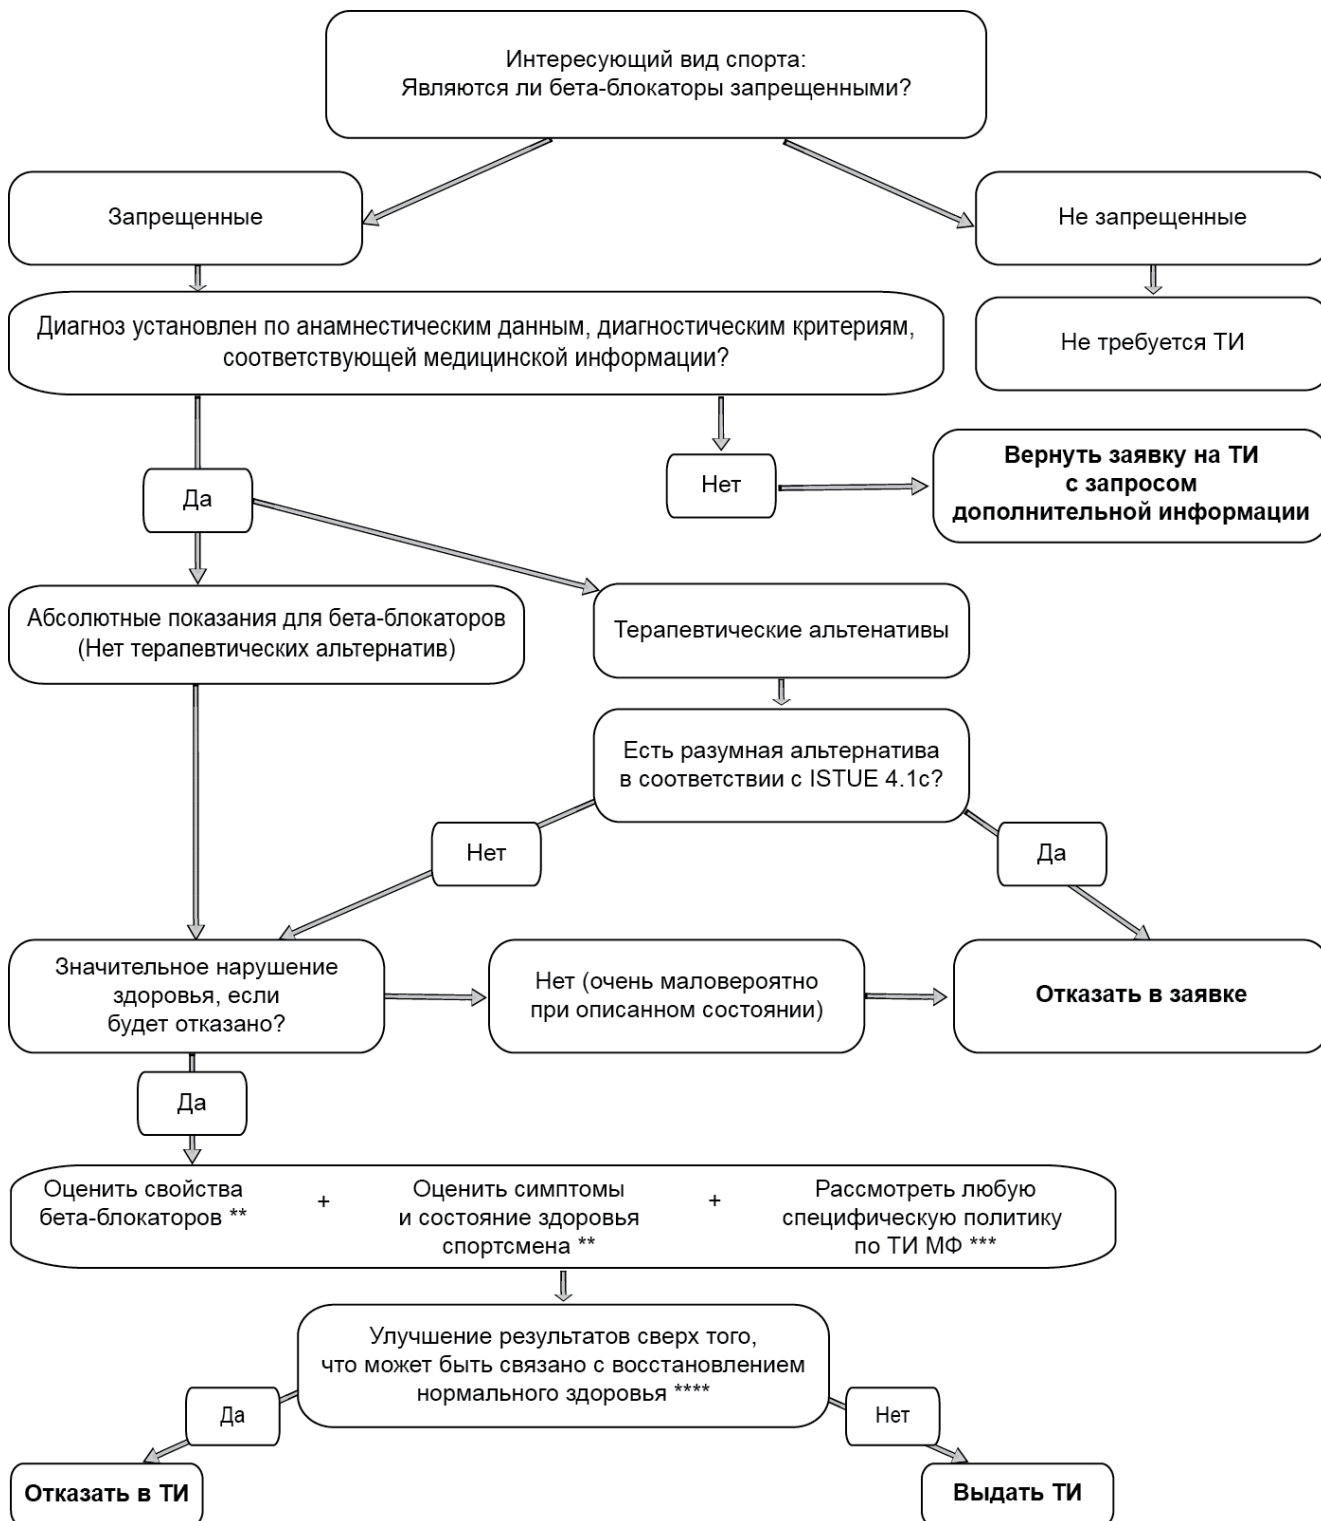 Интересующий вид спорта:
Являются ли бета-блокаторы запрещенными?
Запрещенные
Не запрещенные
Диагноз установлен по анамнестическим данным, диагностическим критериям,
соответствующей медицинской информации?
Не требуется ТИ
Да
Нет
Вернуть заявку на ТИ
с запросом
дополнительной информации
Абсолютные показания для бета-блокаторов
(Нет терапевтических альтернатив)
Терапевтические альтенативы
Есть разумная альтернатива
в соответствии с ISTUE 4.1с?
Нет
Да
Значительное нарушение
здоровья, если
будет отказано?
Нет (очень маловероятно
при описанном состоянии)
Отказать в заявке
Да
Оценить свойства
бета-блокаторов **
+
Оценить симптомы
и состояние здоровья
спортсмена **
+
Рассмотреть любую
специфическую политику
по ТИ МФ ***
Улучшение результатов сверх того,
что может быть связано с восстановлением
нормального здоровья ****
Да
Нет
Отказать в ТИ
Выдать ТИ